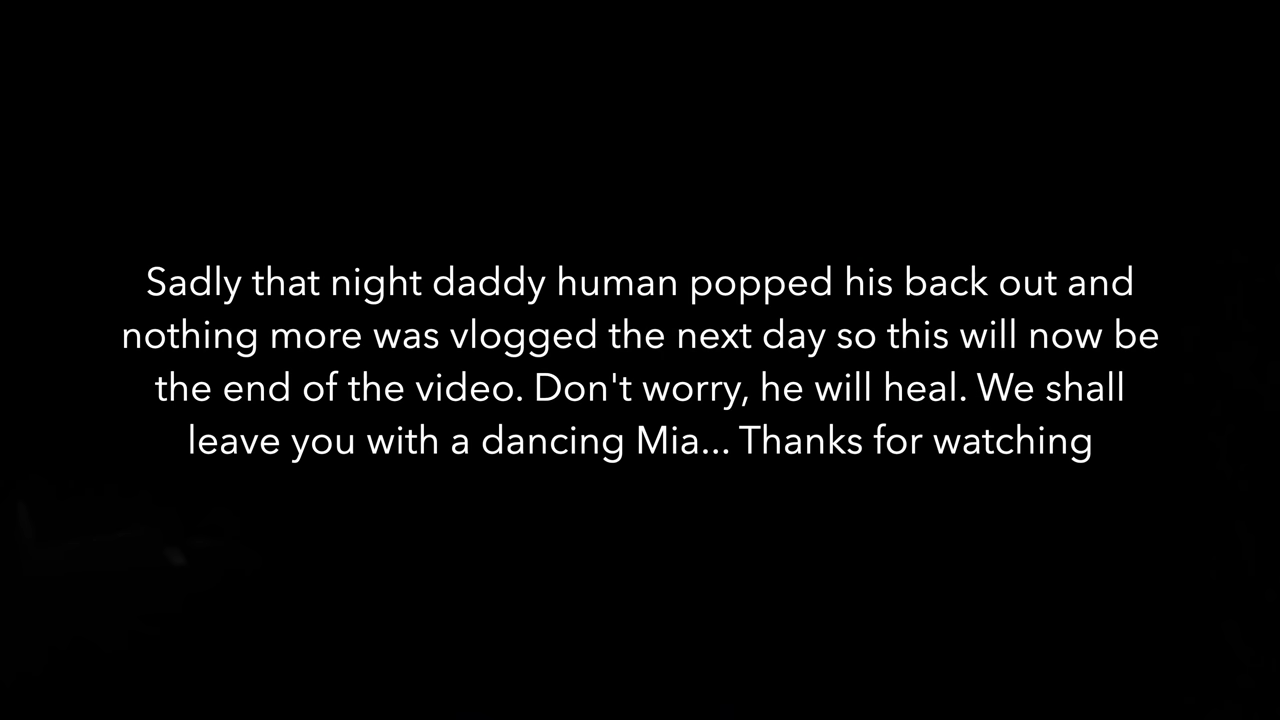 Sadly that night daddy human popped his back out and
nothing more was vlogged the next day so this will now be
the end of the video. Don't worry, he will heal. We shall
leave you with a dancing Mia... Thanks for watching